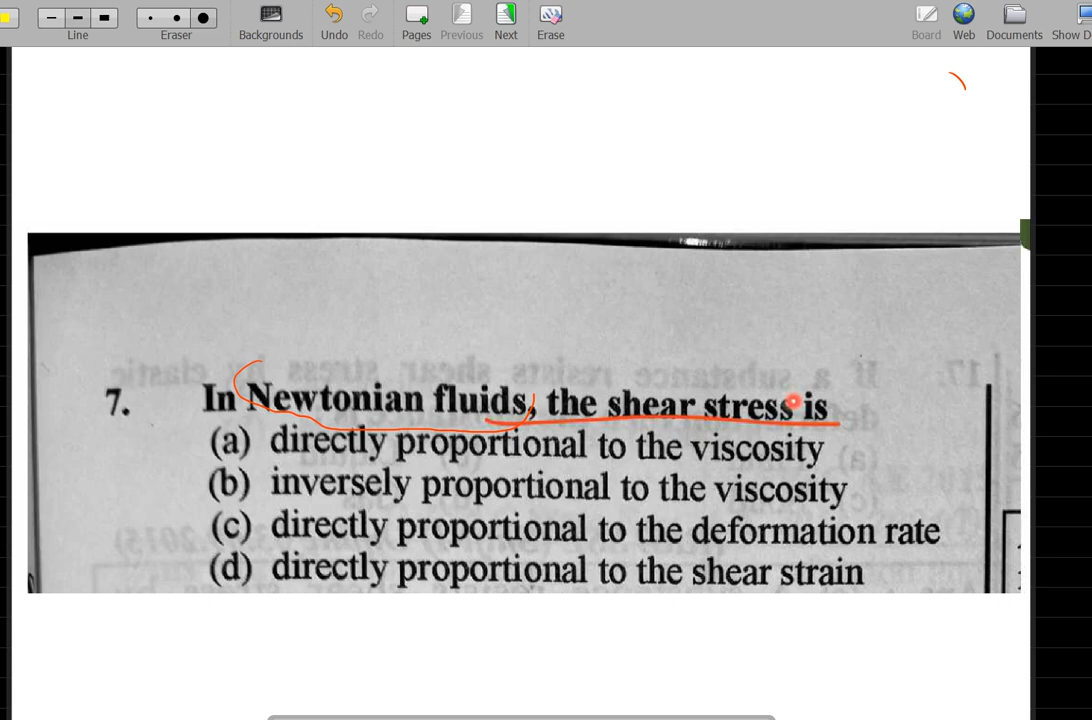 Line Eraser Backgrounds Undo Redo Pages Previous Next Erase Board Web Documents Show D
7. In Newtonian fluids, the shear stress is
(a) directly proportional to the viscosity
(b) inversely proportional to the viscosity
(c) directly proportional to the deformation rate
(d) directly proportional to the shear strain